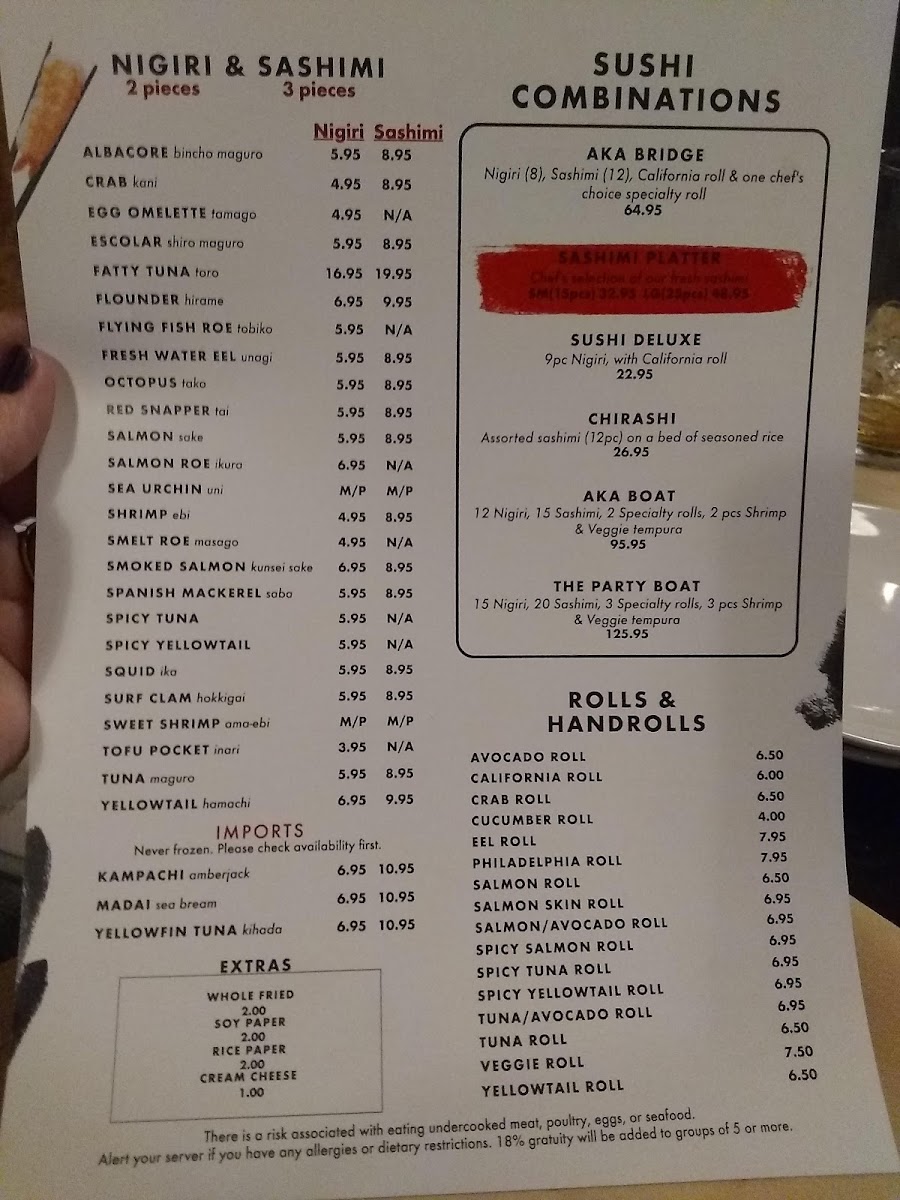 NIGIRI & SASHIMI
2 pieces 3 pieces
Nigiri Sashimi
ALBACORE bincho maguro 5.95 8.95
CRAB kani 4.95 8.95
EGG OMELETTE tamago 4.95 N/A
ESCOLAR shiro maguro 5.95 8.95
FATTY TUNA toro 16.95 19.95
FLOUNDER hirame 6.95 9.95
FLYING FISH ROE tobiko 5.95 N/A
FRESH WATER EEL unagi 5.95 8.95
OCTOPUS tako 5.95 8.95
RED SNAPPER tai 5.95 8.95
SALMON sake 5.95 8.95
SALMON ROE ikura 6.95 N/A
SEA URCHIN uni M/P M/P
SHRIMP ebi 4.95 8.95
SMELT ROE masago 4.95 N/A
SMOKED SALMON kunsei sake 6.95 8.95
SPANISH MACKEREL saba 5.95 8.95
SPICY TUNA 5.95 N/A
SPICY YELLOWTAIL 5.95 N/A
SQUID ika 5.95 8.95
SURF CLAM hokkigai 5.95 8.95
SWEET SHRIMP ama-ebi M/P M/P
TOFU POCKET inari 3.95 N/A
TUNA maguro 5.95 8.95
YELLOWTAIL hamachi 6.95 9.95
IMPORTS
Never frozen. Please check availability first.
KAMPACHI amberjack 6.95 10.95
MADAI sea bream 6.95 10.95
YELLOWFIN TUNA kihada 6.95 10.95
EXTRAS
WHOLE FRIED
2.00
SOY PAPER
2.00
RICE PAPER
2.00
CREAM CHEESE
1.00
SUSHI
COMBINATIONS
AKA BRIDGE
Nigiri (8), Sashimi (12), California roll & one chef's
choice specialty roll
64.95
SASHIMI PLATTER
Chef's selection of our fresh sashimi
SM(15pcs) 32.95 LG(25pcs) 48.95
SUSHI DELUXE
9pc Nigiri, with California roll
22.95
CHIRASHI
Assorted sashimi (12pc) on a bed of seasoned rice
26.95
AKA BOAT
12 Nigiri, 15 Sashimi, 2 Specialty rolls, 2 pcs Shrimp
& Veggie tempura
95.95
THE PARTY BOAT
15 Nigiri, 20 Sashimi, 3 Specialty rolls, 3 pcs Shrimp
& Veggie tempura
125.95
ROLLS &
HANDROLLS
AVOCADO ROLL 6.50
CALIFORNIA ROLL 6.00
CRAB ROLL 6.50
CUCUMBER ROLL 4.00
EEL ROLL 7.95
PHILADELPHIA ROLL 7.95
SALMON ROLL 6.50
SALMON SKIN ROLL 6.95
SALMON/AVOCADO ROLL 6.95
SPICY SALMON ROLL 6.95
SPICY TUNA ROLL 6.95
SPICY YELLOWTAIL ROLL 6.95
TUNA/AVOCADO ROLL 6.95
TUNA ROLL 6.50
VEGGIE ROLL 7.50
YELLOWTAIL ROLL 6.50
There is a risk associated with eating undercooked meat, poultry, eggs, or seafood.
Alert your server if you have any allergies or dietary restrictions. 18% gratuity will be added to groups of 5 or more.